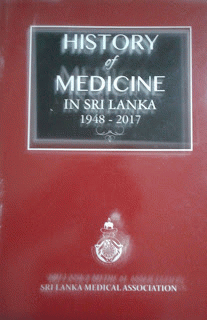 HISTORY
of
MEDICINE
IN SRI LANKA
1948 - 2017
SRI LANKA MEDICAL ASSOCIATION